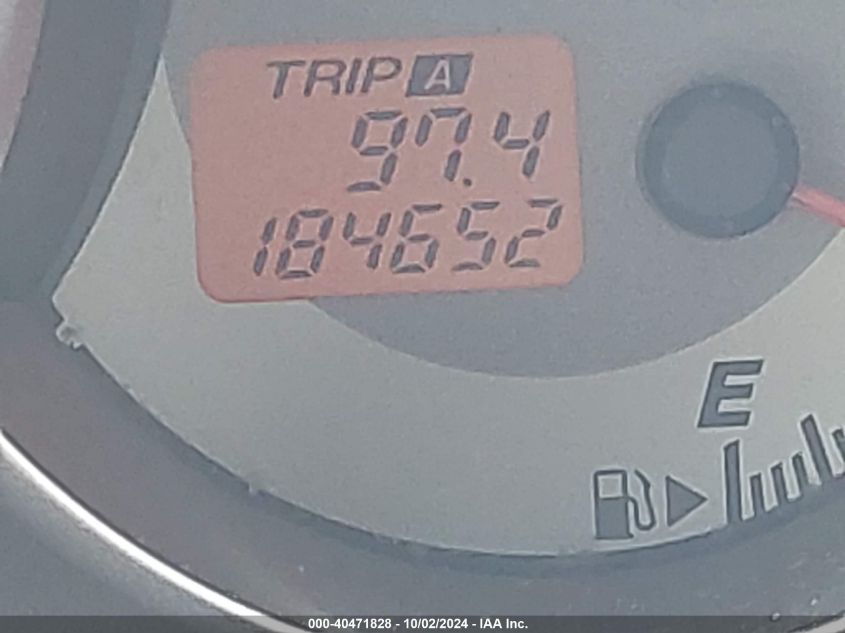 TRIP A
97.4
184652
E
000-40471828 - 10/02/2024 - IAA Inc.